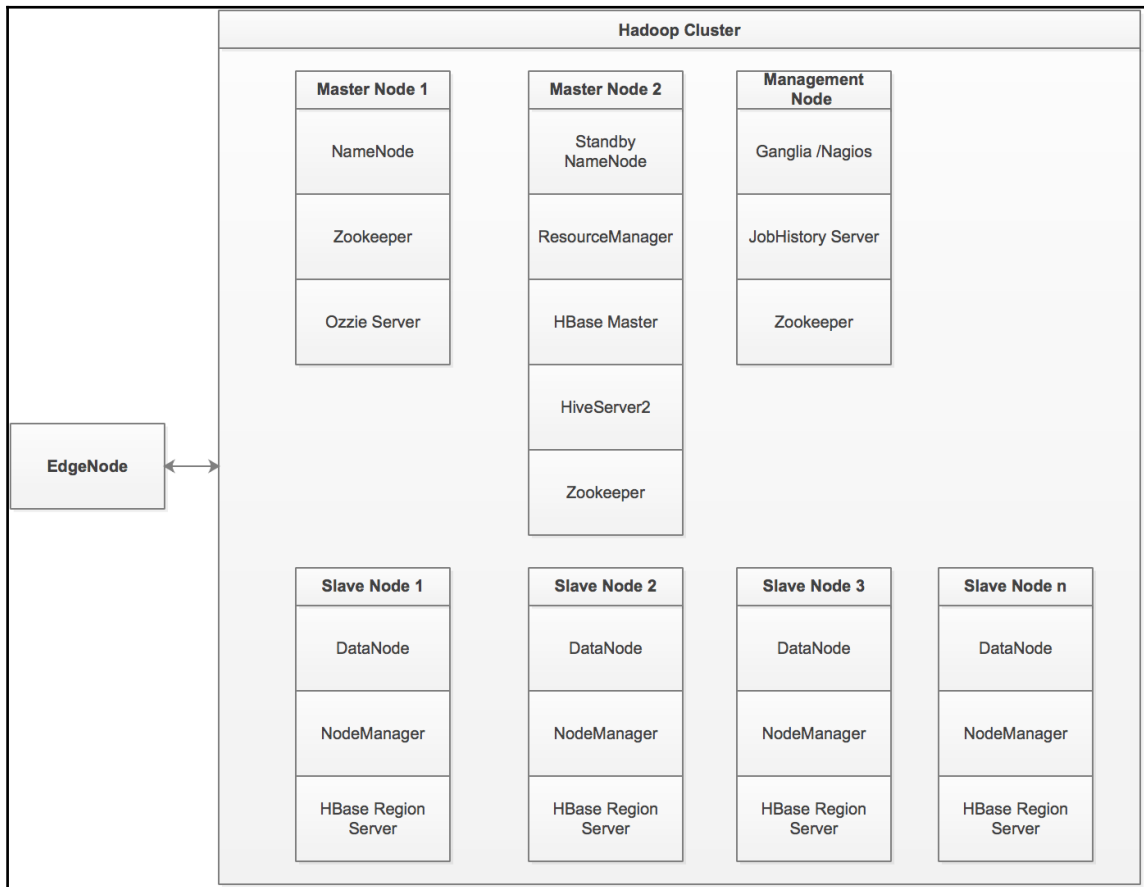 Hadoop Cluster
Master Node 1
NameNode
Zookeeper
Ozzie Server
Master Node 2
Standby
NameNode
ResourceManager
HBase Master
HiveServer2
Zookeeper
Management
Node
Ganglia /Nagios
JobHistory Server
Zookeeper
EdgeNode
Slave Node 1
DataNode
NodeManager
HBase Region
Server
Slave Node 2
DataNode
NodeManager
HBase Region
Server
Slave Node 3
DataNode
NodeManager
HBase Region
Server
Slave Node n
DataNode
NodeManager
HBase Region
Server